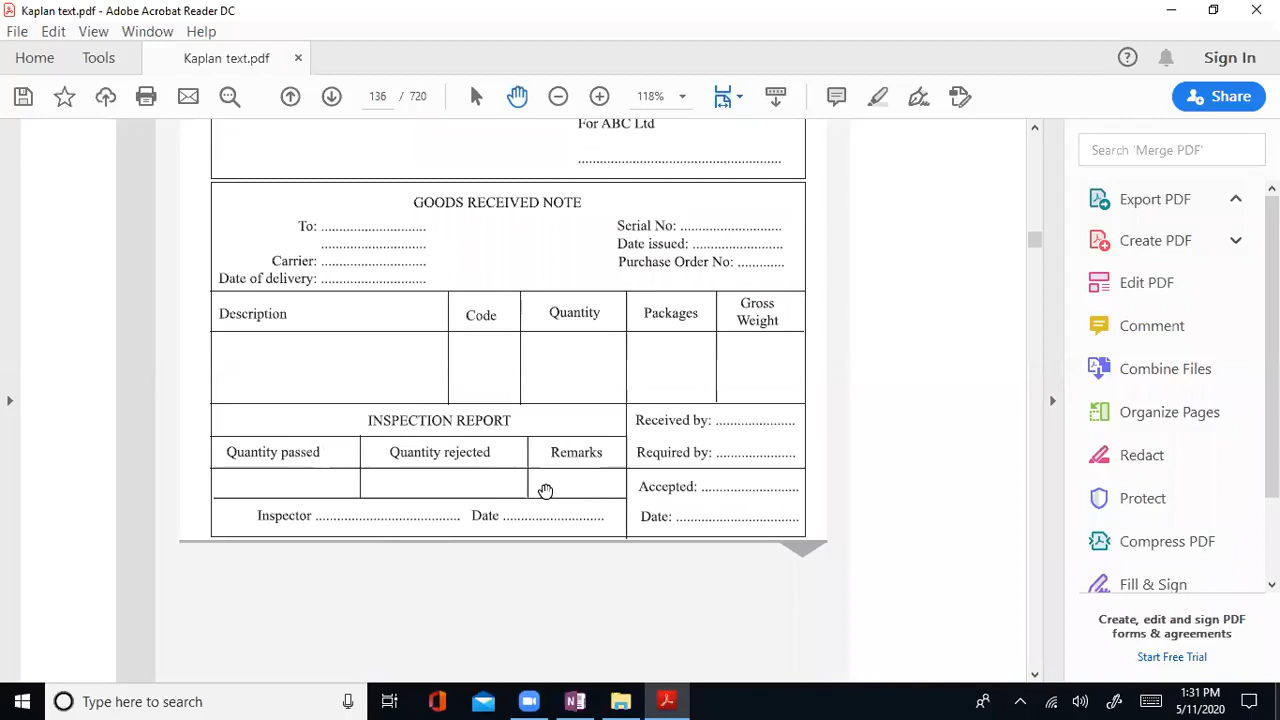 Kaplan text.pdf - Adobe Acrobat Reader DC
File Edit View Window Help
Home Tools Kaplan text.pdf × Sign In
136 / 720 118% Share
For ABC Ltd
......................................................
GOODS RECEIVED NOTE
To: ............................ Serial No: ...........................
............................ Date issued: ........................
Carrier: ............................ Purchase Order No: ............
Date of delivery: ............................
Description Code Quantity Packages Gross Weight
INSPECTION REPORT Received by: .....................
Quantity passed Quantity rejected Remarks Required by: .....................
Accepted: ..........................
Inspector ...................................... Date ........................... Date: ................................
Search 'Merge PDF'
Export PDF
Create PDF
Edit PDF
Comment
Combine Files
Organize Pages
Redact
Protect
Compress PDF
Fill & Sign
Create, edit and sign PDF
forms & agreements
Start Free Trial
Type here to search
1:31 PM
5/11/2020